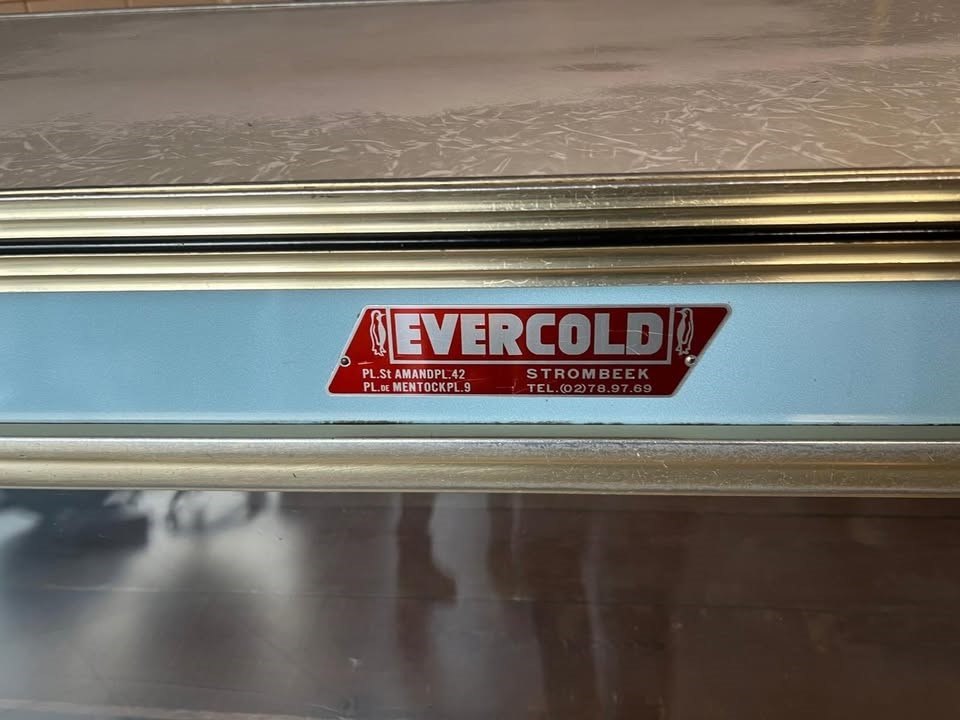 EVERCOLD
PL.St AMANDPL.42 STROMBEEK
PL.DE MENTOCKPL.9 TEL.(02)78.97.69